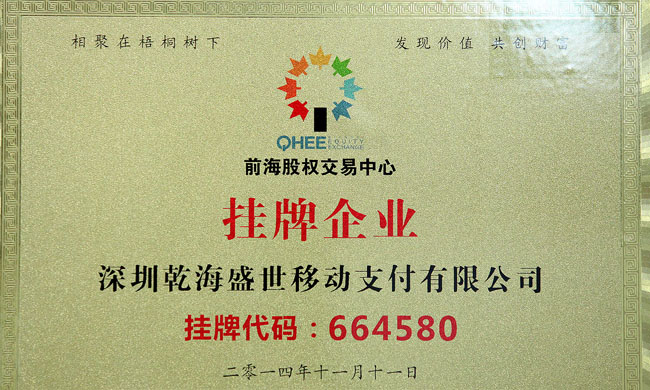 相聚在梧桐树下 发现价值 共创财富
QHEE EQUITY EXCHANGE
前海股权交易中心
挂牌企业
深圳乾海盛世移动支付有限公司
挂牌代码：664580
二零一四年十一月十一日